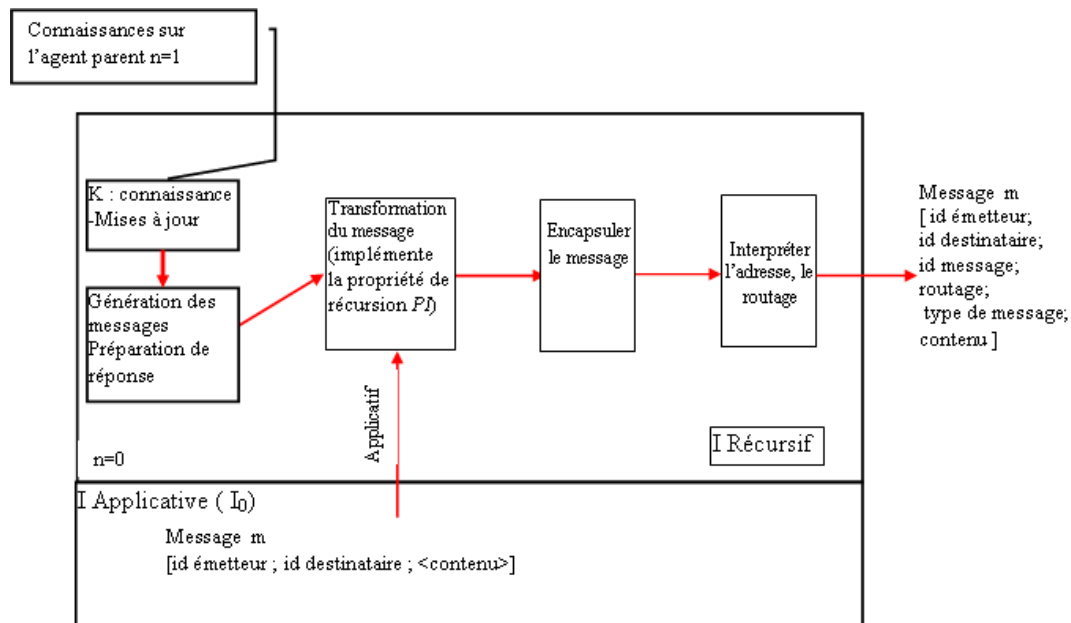 Connaissances sur
l'agent parent n=1
K : connaissance
-Mises à jour
Génération des
messages
Préparation de
réponse
Transformation
du message
(implémente
la propriété de
récursion PI)
Encapsuler
le message
Interpréter
l'adresse, le
routage
Message m
[ id émetteur;
id destinataire;
id message;
routage;
type de message;
contenu ]
Applicatif
n=0
I Récursif
I Applicative ( I0)
Message m
[id émetteur ; id destinataire ; <contenu>]